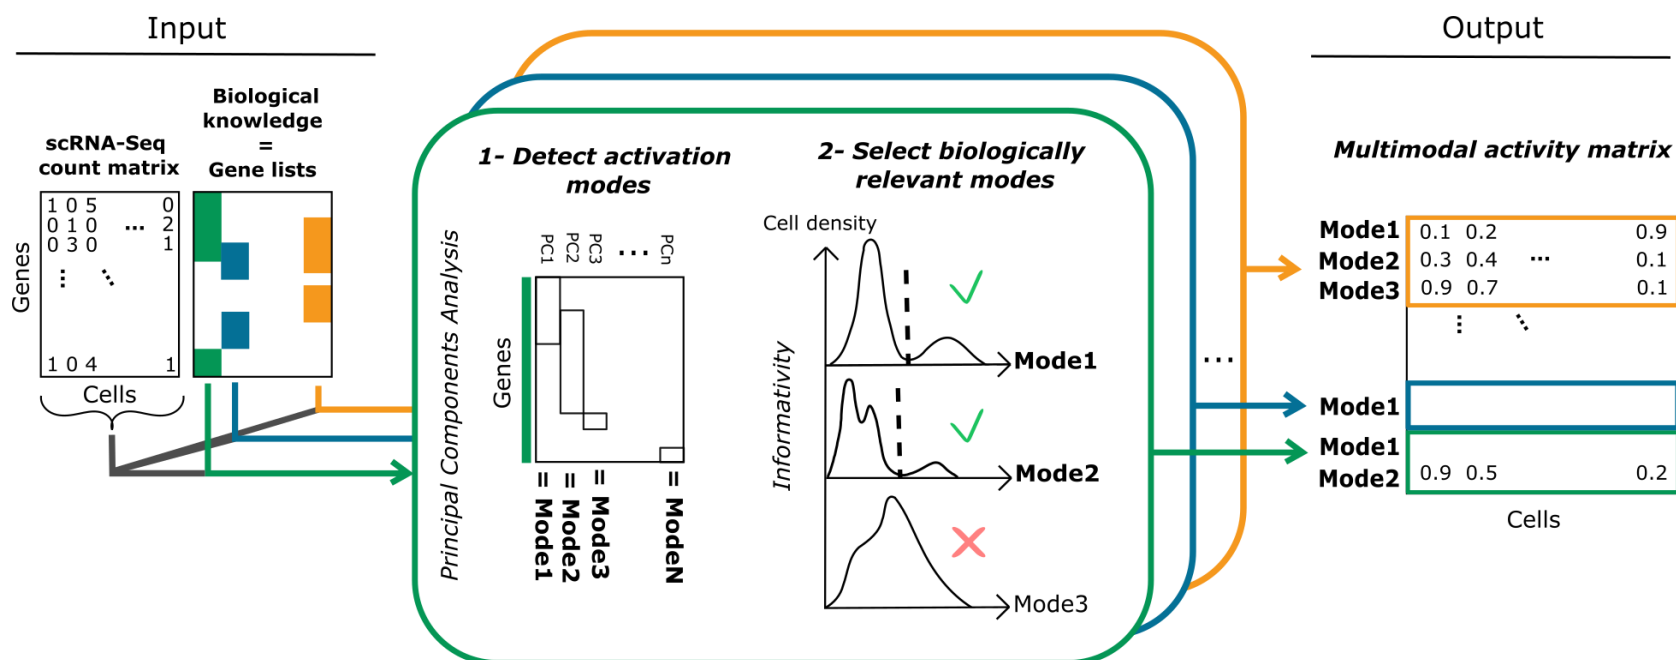 Input
Output
Biological
knowledge
=
Gene lists
scRNA-Seq
count matrix
Genes
1 0 5 0
0 1 0 ... 2
0 3 0 1
1 0 4 1
Cells
1- Detect activation
modes
Principal Components Analysis
PC1
PC2
PC3
...
PCn
Genes
= Mode1
= Mode2
= Mode3
= ModeN
2- Select biologically
relevant modes
Cell density
Informativity
Mode1
Mode2
Mode3
...
Multimodal activity matrix
Mode1 0.1 0.2 0.9
Mode2 0.3 0.4 ... 0.1
Mode3 0.9 0.7 0.1
Mode1
Mode1
Mode2 0.9 0.5 0.2
Cells